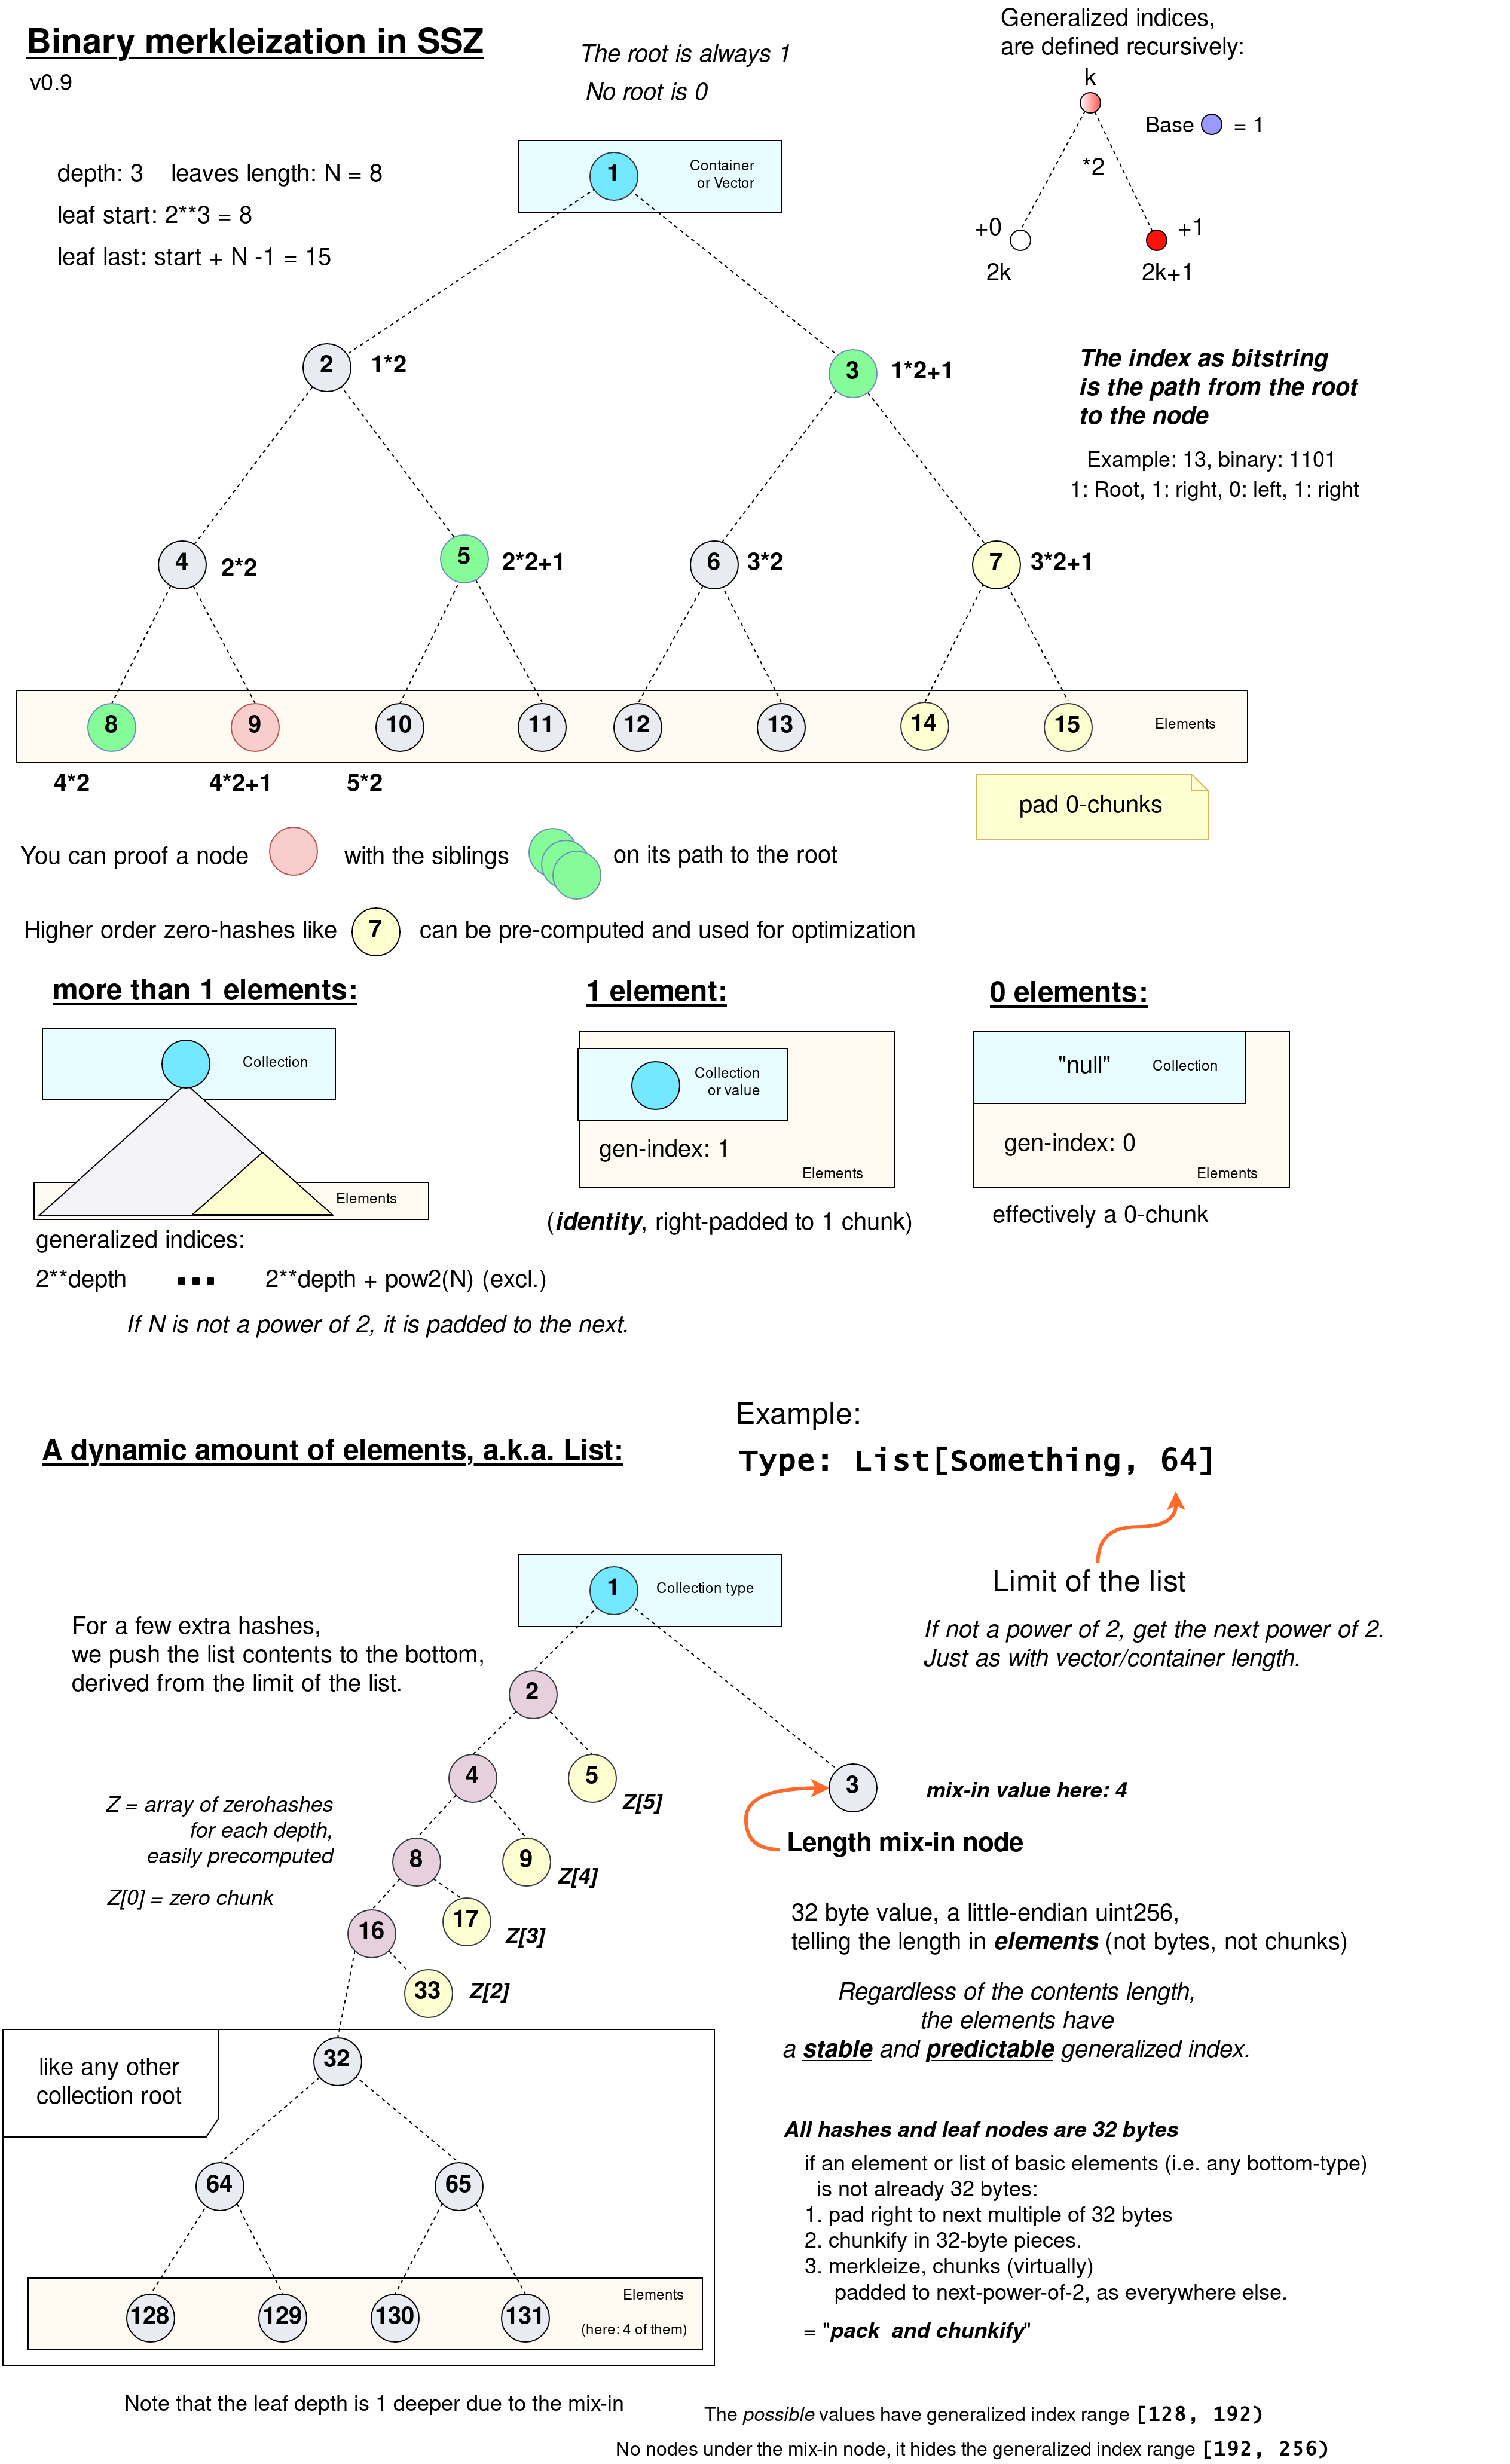 Binary merkleization in SSZ
v0.9
The root is always 1
No root is 0
Generalized indices,
are defined recursively:
k
Base = 1
*2
+0
+1
2k
2k+1
depth: 3 leaves length: N = 8
leaf start: 2**3 = 8
leaf last: start + N -1 = 15
1
Container
or Vector
2
1*2
3
1*2+1
The index as bitstring
is the path from the root
to the node
Example: 13, binary: 1101
1: Root, 1: right, 0: left, 1: right
4
2*2
5
2*2+1
6
3*2
7
3*2+1
8
9
10
11
12
13
14
15
Elements
4*2
4*2+1
5*2
pad 0-chunks
You can proof a node with the siblings on its path to the root
Higher order zero-hashes like 7 can be pre-computed and used for optimization
more than 1 elements:
Collection
Elements
generalized indices:
2**depth ... 2**depth + pow2(N) (excl.)
If N is not a power of 2, it is padded to the next.
1 element:
Collection
or value
gen-index: 1
Elements
(identity, right-padded to 1 chunk)
0 elements:
"null"
Collection
gen-index: 0
Elements
effectively a 0-chunk
A dynamic amount of elements, a.k.a. List:
Example:
Type: List[Something, 64]
Limit of the list
If not a power of 2, get the next power of 2.
Just as with vector/container length.
For a few extra hashes,
we push the list contents to the bottom,
derived from the limit of the list.
1
Collection type
2
4
5
Z[5]
3
mix-in value here: 4
Length mix-in node
Z = array of zerohashes
for each depth,
easily precomputed
Z[0] = zero chunk
8
9
Z[4]
16
17
Z[3]
33
Z[2]
32 byte value, a little-endian uint256,
telling the length in elements (not bytes, not chunks)
Regardless of the contents length,
the elements have
a stable and predictable generalized index.
like any other
collection root
32
64
65
128
129
130
131
Elements
(here: 4 of them)
All hashes and leaf nodes are 32 bytes
if an element or list of basic elements (i.e. any bottom-type)
is not already 32 bytes:
1. pad right to next multiple of 32 bytes
2. chunkify in 32-byte pieces.
3. merkleize, chunks (virtually)
padded to next-power-of-2, as everywhere else.
= "pack and chunkify"
Note that the leaf depth is 1 deeper due to the mix-in
The possible values have generalized index range [128, 192)
No nodes under the mix-in node, it hides the generalized index range [192, 256)